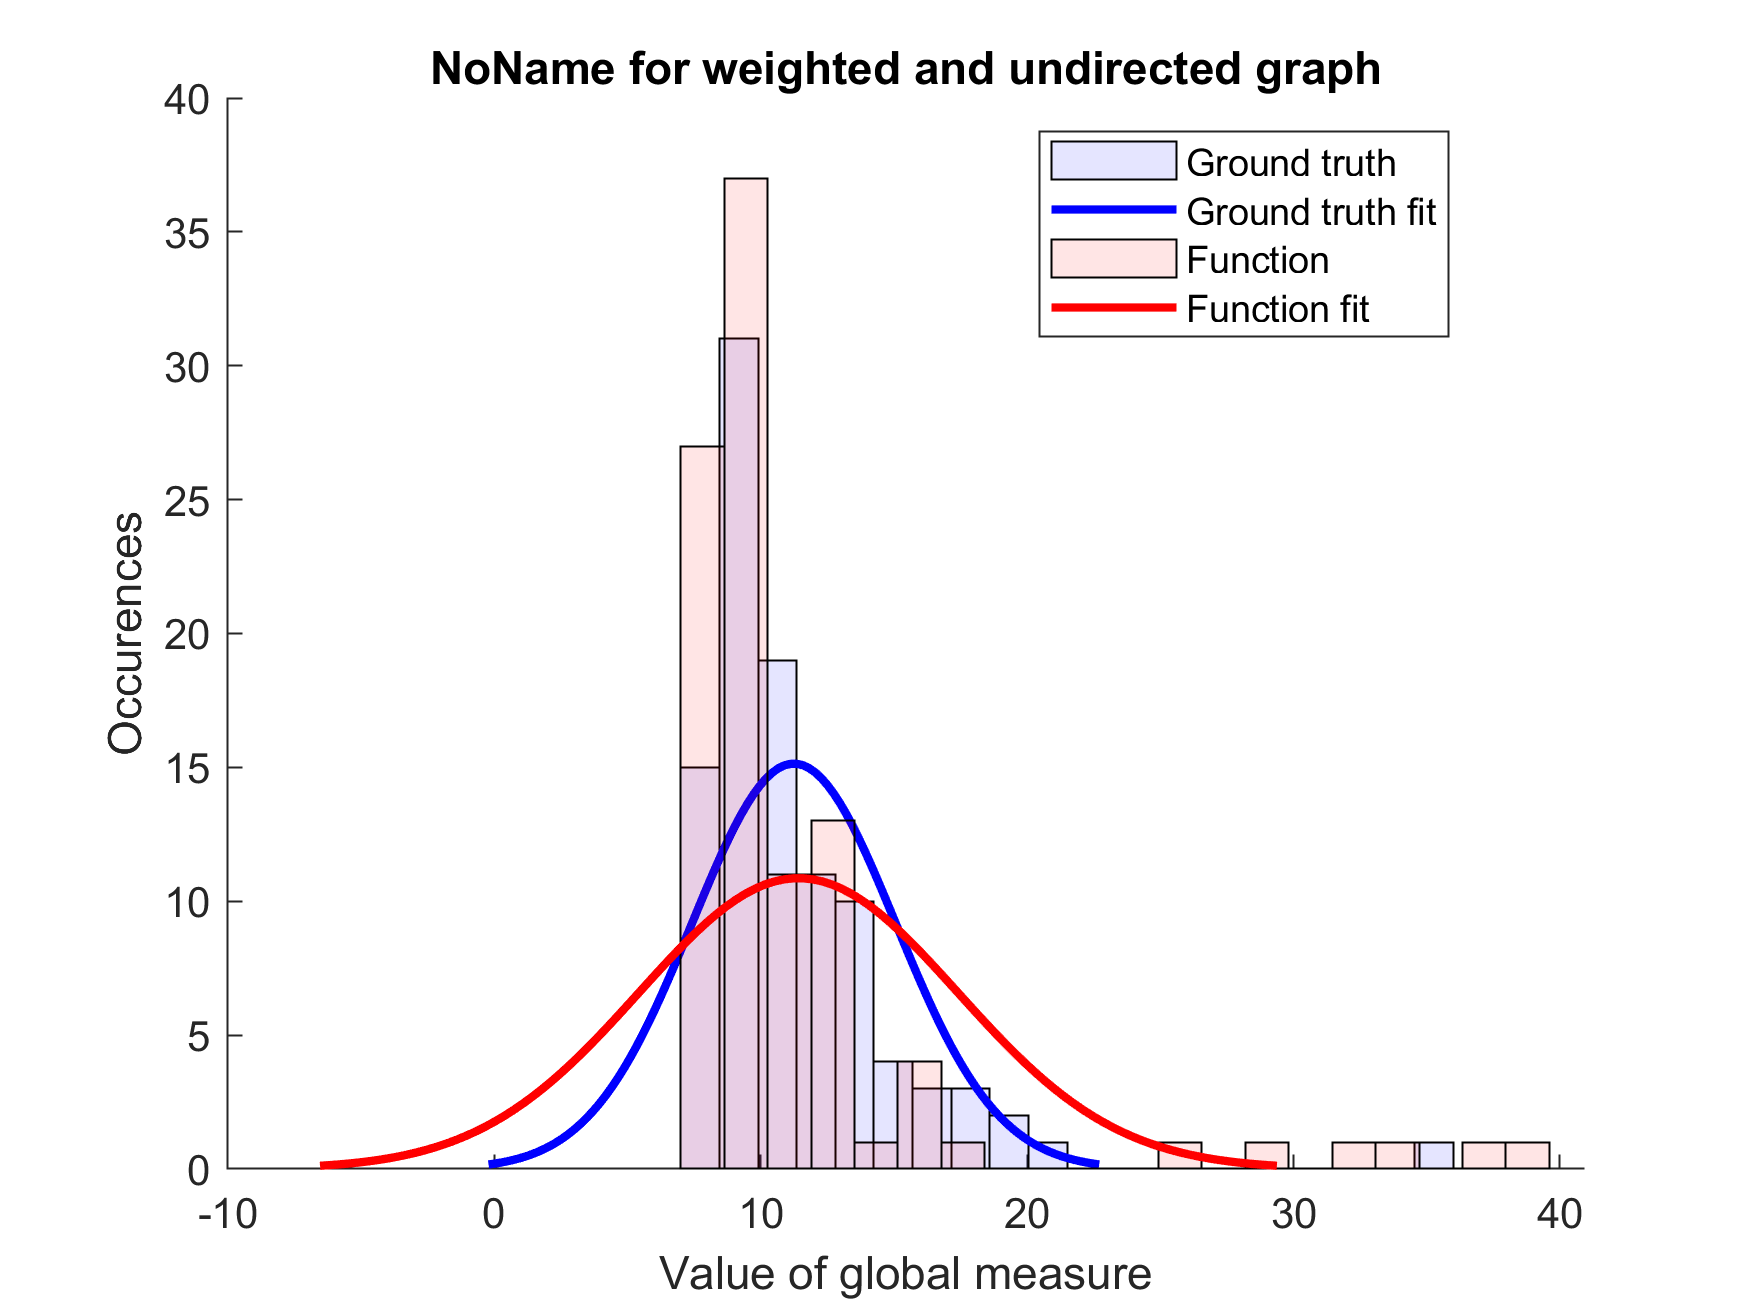 NoName for weighted and undirected graph
40
35
30
25
20
15
10
5
0
Occurences
Ground truth
Ground truth fit
Function
Function fit
-10 0 10 20 30 40
Value of global measure